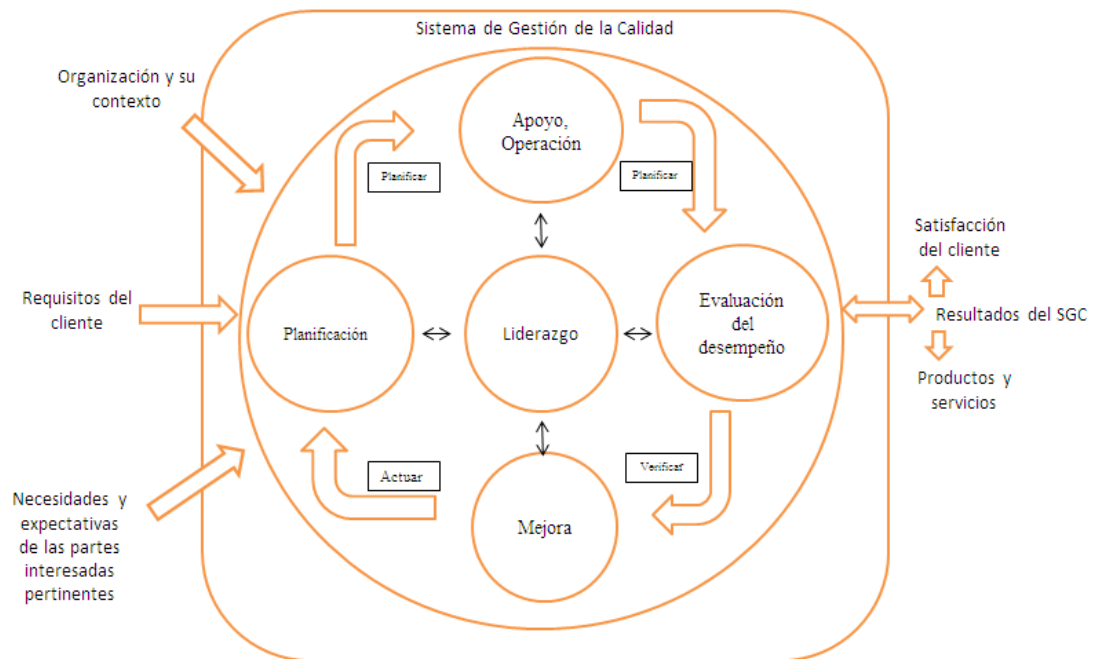 Sistema de Gestión de la Calidad
Organización y su
contexto
Apoyo,
Operación
Planificar
Planificar
Satisfacción
del cliente
Requisitos del
cliente
Planificación
Liderazgo
Evaluación
del
desempeño
Resultados del SGC
Productos y
servicios
Actuar
Verificar
Necesidades y
expectativas
de las partes
interesadas
pertinentes
Mejora